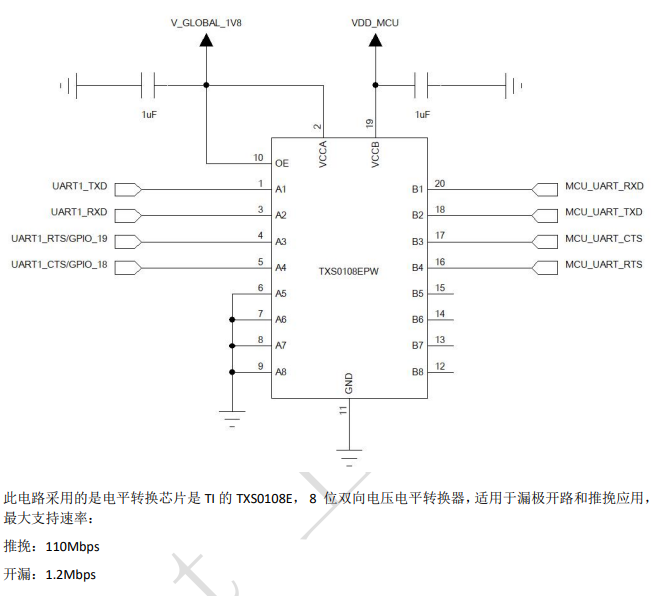 V_GLOBAL_1V8
VDD_MCU
1uF
1uF
2
19
VCCA
VCCB
10 OE
UART1_TXD 1 A1 B1 20 MCU_UART_RXD
UART1_RXD 3 A2 B2 18 MCU_UART_TXD
UART1_RTS/GPIO_19 4 A3 B3 17 MCU_UART_CTS
UART1_CTS/GPIO_18 5 A4 B4 16 MCU_UART_RTS
TXS0108EPW
6 A5 B5 15
7 A6 B6 14
8 A7 B7 13
9 A8 B8 12
GND
11
此电路采用的是电平转换芯片是 TI 的 TXS0108E， 8 位双向电压电平转换器，适用于漏极开路和推挽应用，
最大支持速率：
推挽：110Mbps
开漏：1.2Mbps